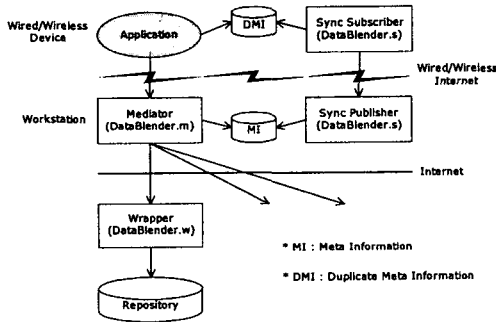 Wired/Wireless
Device
Application
DMI
Sync Subscriber
(DataBlender.s)
Wired/Wireless
Internet
Workstation
Mediator
(DataBlender.m)
MI
Sync Publisher
(DataBlender.s)
Internet
Wrapper
(DataBlender.w)
* MI : Meta Information
* DMI : Duplicate Meta Information
Repository